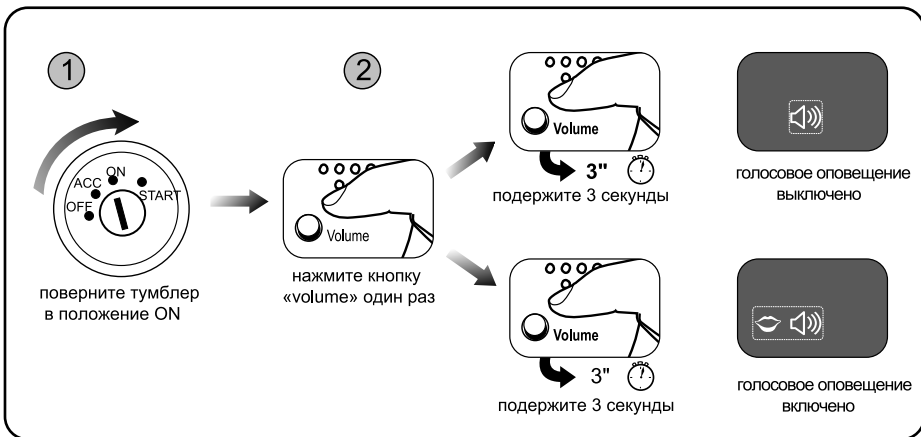 1
2
ON
ACC
START
OFF
поверните тумблер
в положение ON
Volume
нажмите кнопку
«volume» один раз
Volume
3"
подержите 3 секунды
голосовое оповещение
выключено
Volume
3"
подержите 3 секунды
голосовое оповещение
включено